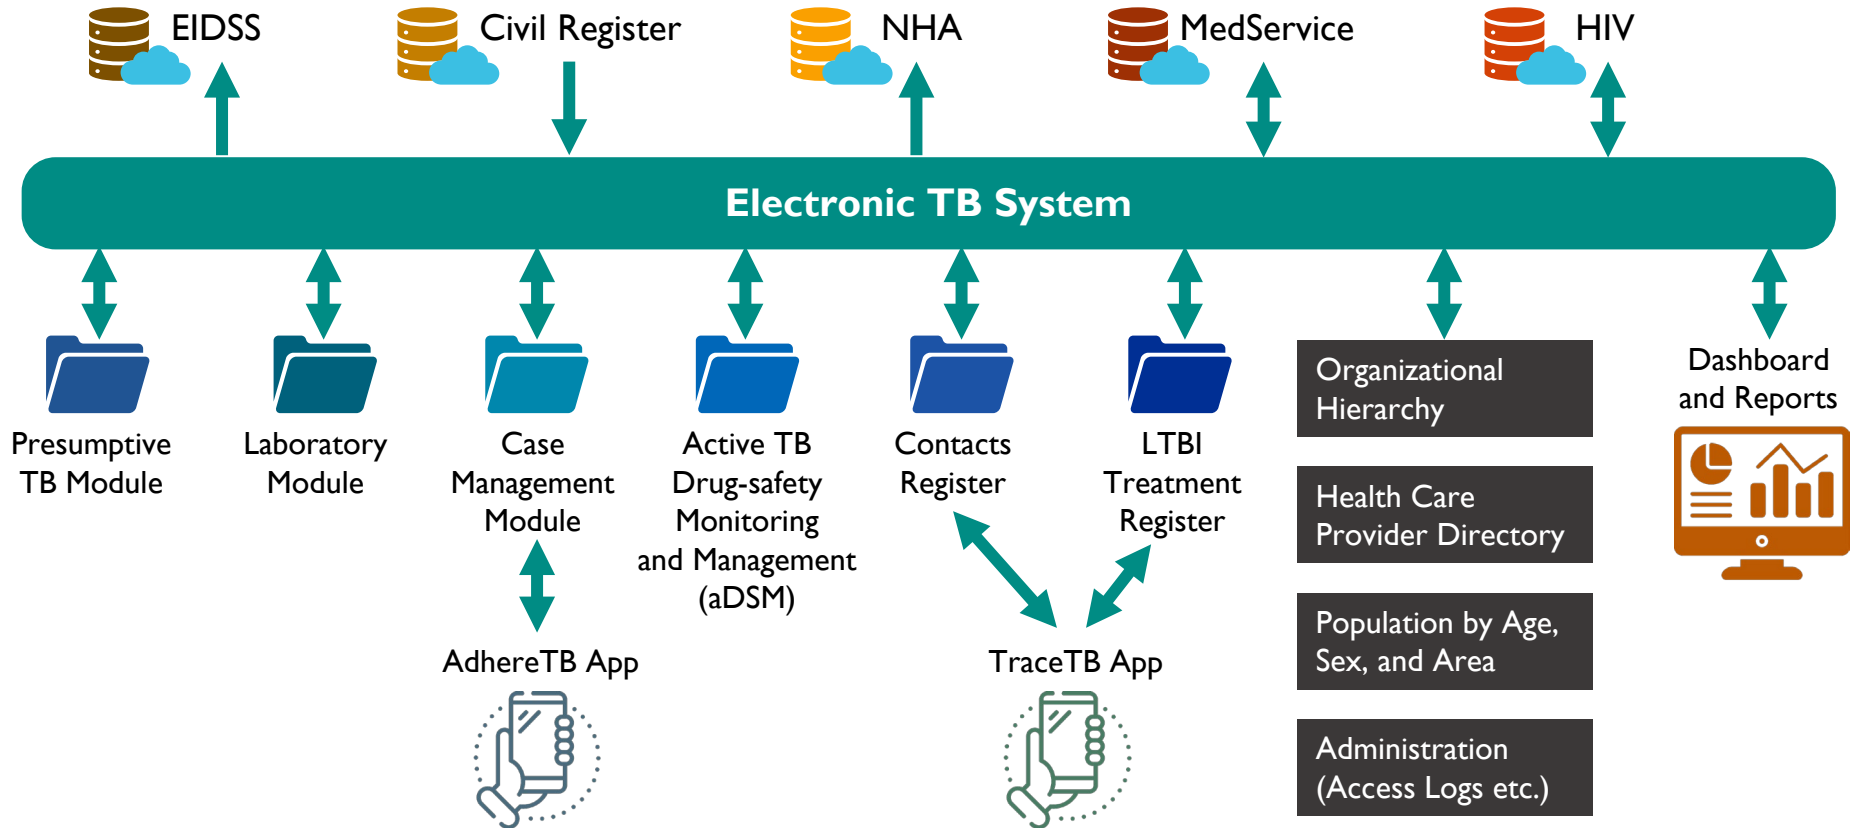 EIDSS
Civil Register
NHA
MedService
HIV
Electronic TB System
Presumptive
TB Module
Laboratory
Module
Case
Management
Module
Active TB
Drug-safety
Monitoring
and Management
(aDSM)
Contacts
Register
LTBI
Treatment
Register
Organizational
Hierarchy
Health Care
Provider Directory
Population by Age,
Sex, and Area
Administration
(Access Logs etc.)
Dashboard
and Reports
AdhereTB App
TraceTB App